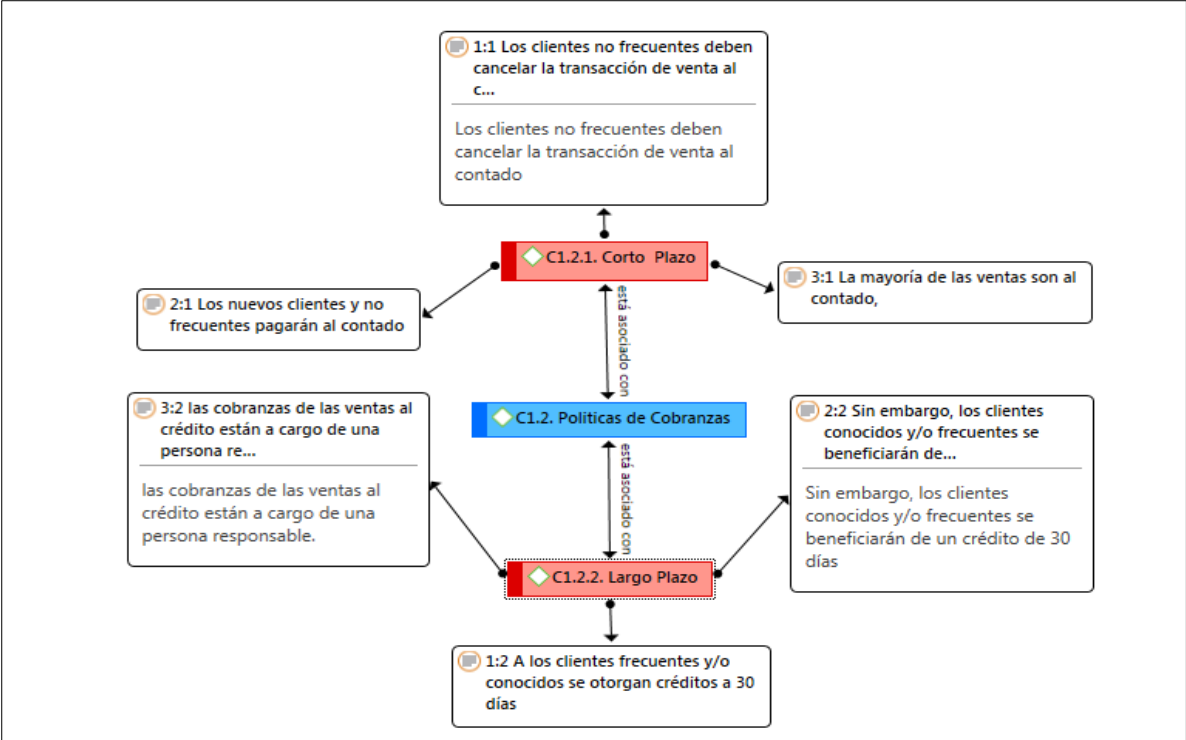 1:1 Los clientes no frecuentes deben
cancelar la transacción de venta al
c...
Los clientes no frecuentes deben
cancelar la transacción de venta al
contado
C1.2.1. Corto Plazo
3:1 La mayoría de las ventas son al
contado,
2:1 Los nuevos clientes y no
frecuentes pagarán al contado
está asociado con
3:2 las cobranzas de las ventas al
crédito están a cargo de una
persona re...
las cobranzas de las ventas al
crédito están a cargo de una
persona responsable.
C1.2. Políticas de Cobranzas
2:2 Sin embargo, los clientes
conocidos y/o frecuentes se
beneficiarán de...
Sin embargo, los clientes
conocidos y/o frecuentes se
beneficiarán de un crédito de 30
días
está asociado con
C1.2.2. Largo Plazo
1:2 A los clientes frecuentes y/o
conocidos se otorgan créditos a 30
días